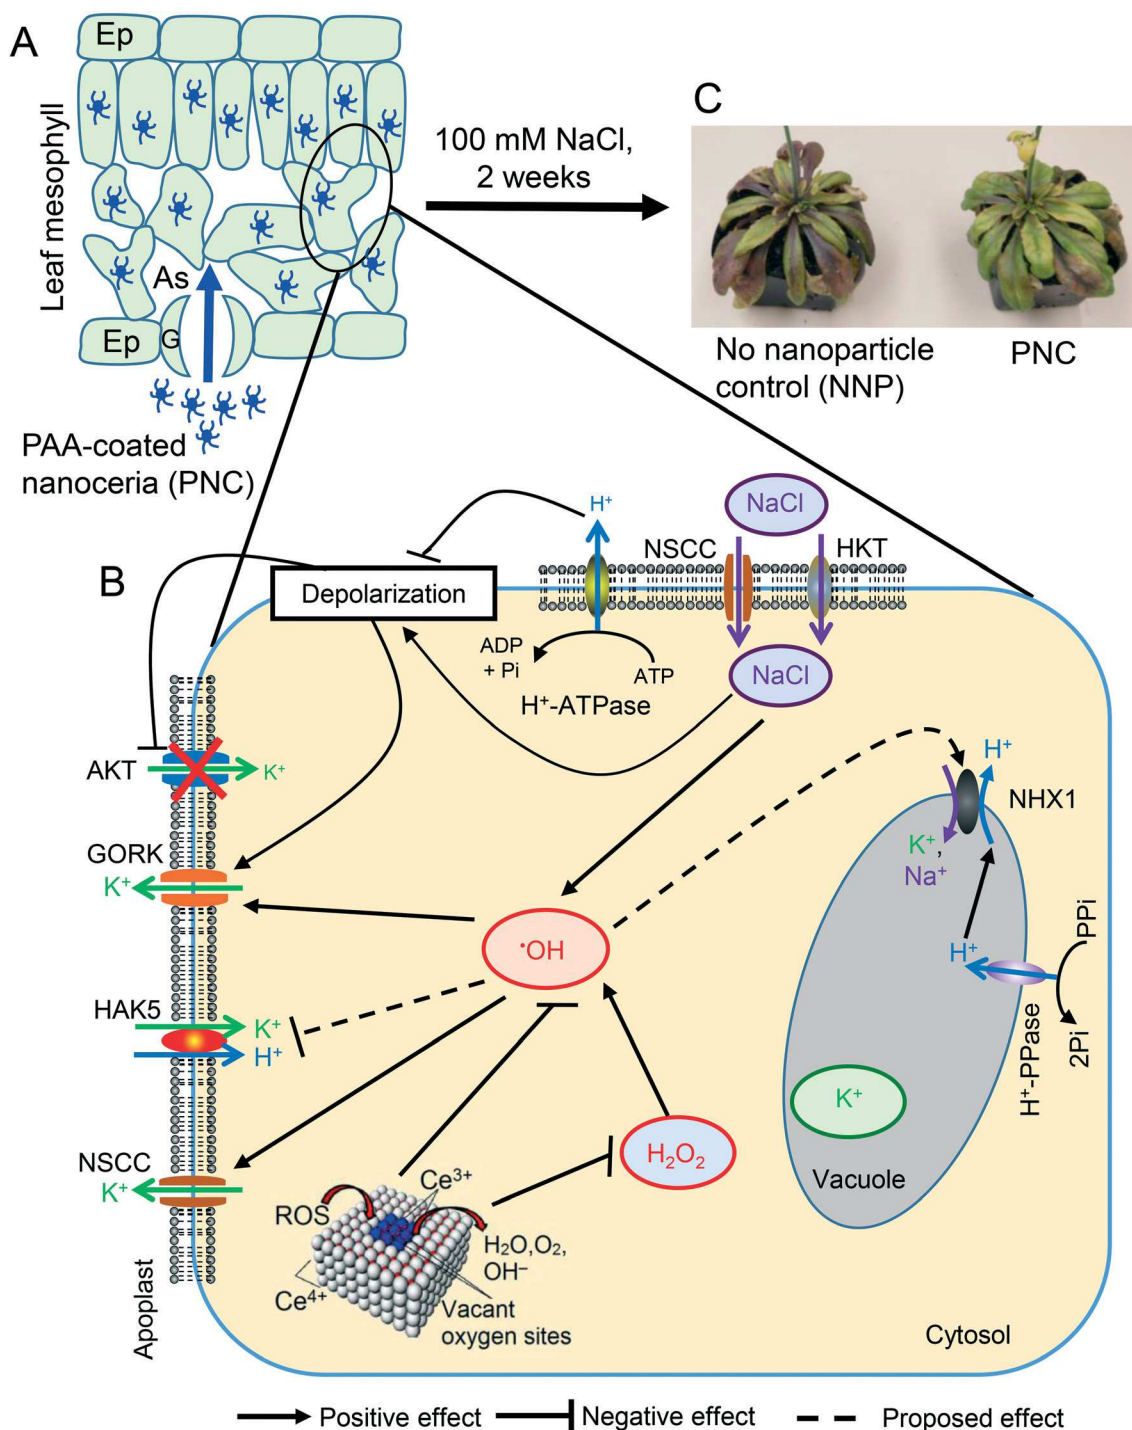 A
Ep
Leaf mesophyll
As
Ep
G
PAA-coated
nanoceria (PNC)
100 mM NaCl,
2 weeks
C
No nanoparticle
control (NNP)
PNC
B
Depolarization
H⁺
NSCC
NaCl
HKT
ADP
+ Pi
ATP
H⁺-ATPase
NaCl
AKT
K⁺
GORK
K⁺
HAK5
K⁺
H⁺
NSCC
K⁺
Apoplast
•OH
H₂O₂
ROS
Ce³⁺
H₂O,O₂,
OH⁻
Ce⁴⁺
Vacant
oxygen sites
H⁺
NHX1
K⁺,
Na⁺
H⁺
PPi
2Pi
H⁺-PPase
K⁺
Vacuole
Cytosol
Positive effect
Negative effect
Proposed effect